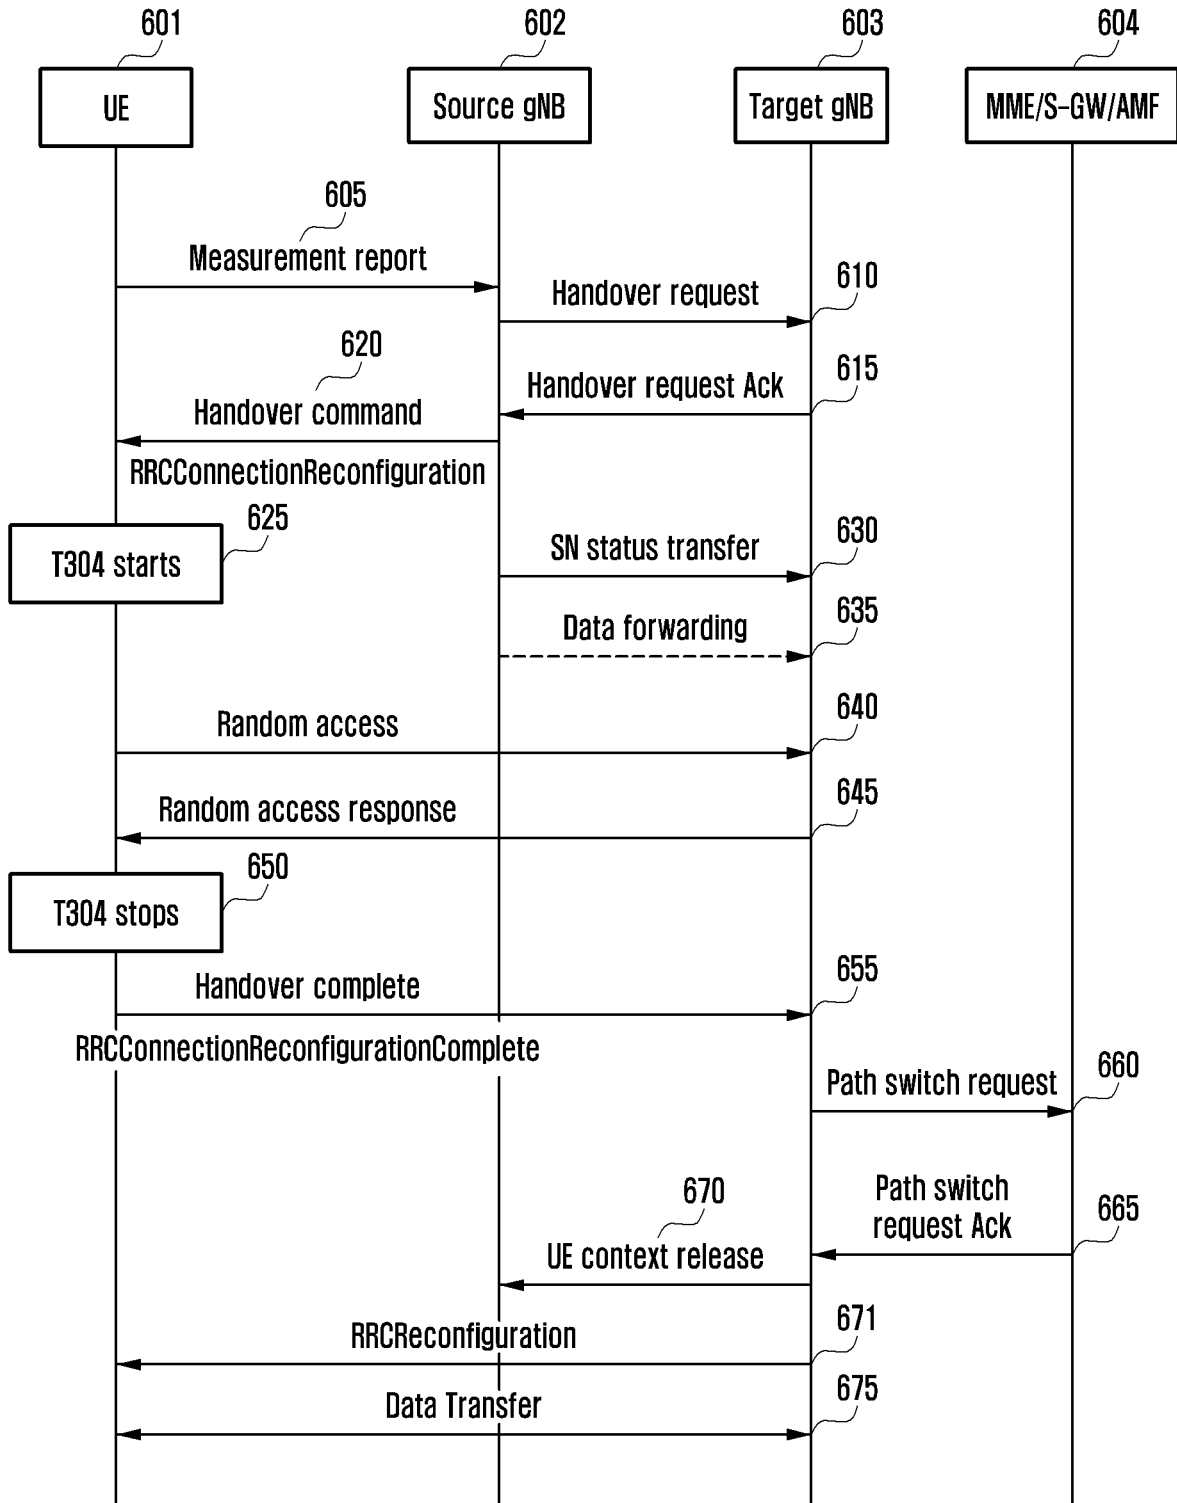 601
602
603
604
UE
Source gNB
Target gNB
MME/S-GW/AMF
605
Measurement report
610
Handover request
620
615
Handover request Ack
Handover command
RRCConnectionReconfiguration
625
T304 starts
630
SN status transfer
635
Data forwarding
640
Random access
645
Random access response
650
T304 stops
655
Handover complete
RRCConnectionReconfigurationComplete
660
Path switch request
670
Path switch
request Ack
665
UE context release
671
RRCReconfiguration
675
Data Transfer